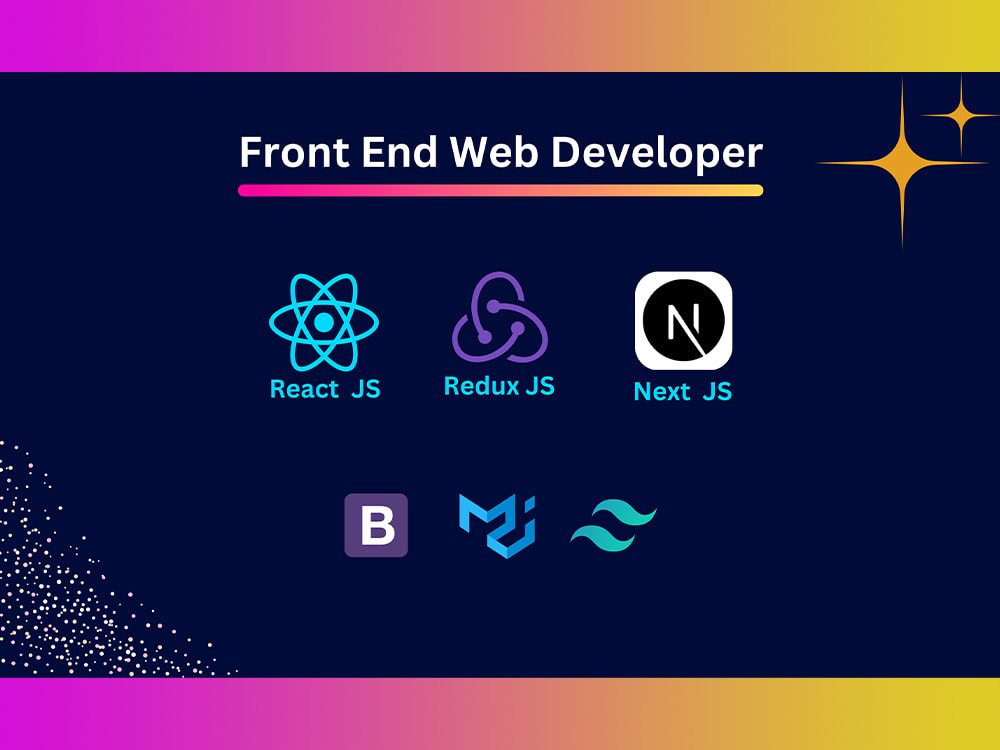 Front End Web Developer
N
React JS
Redux JS
Next JS
B